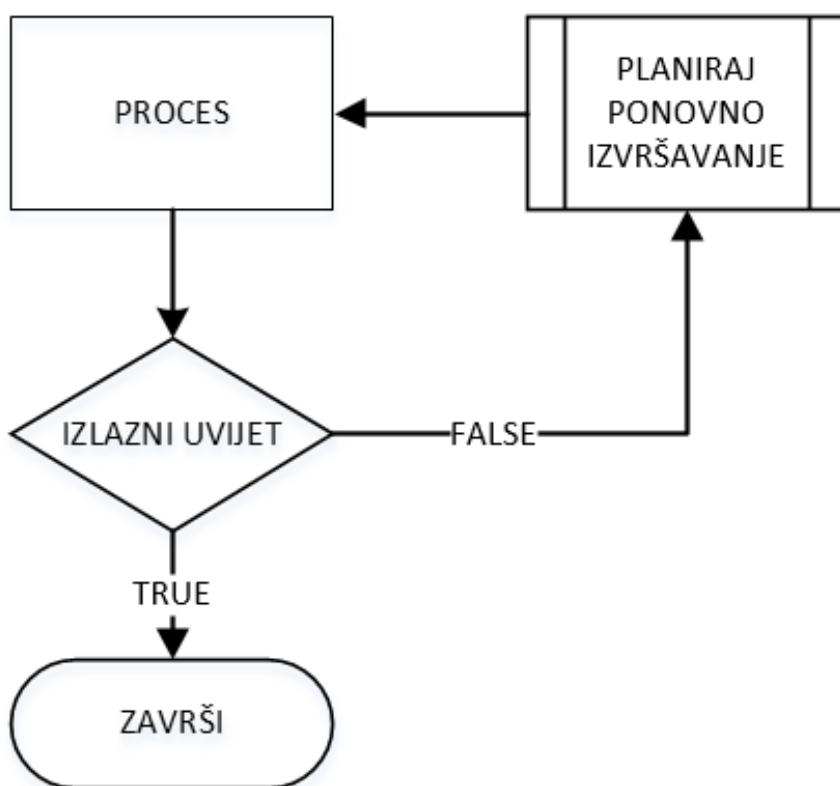 PROCES
PLANIRAJ
PONOVNO
IZVRŠAVANJE
IZLAZNI UVIJET
FALSE
TRUE
ZAVRŠI